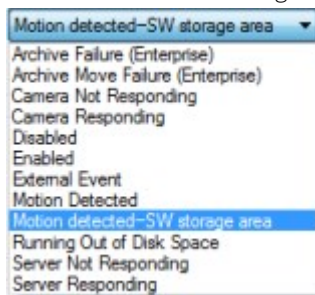 Motion detected-SW storage area
Archive Failure (Enterprise)
Archive Move Failure (Enterprise)
Camera Not Responding
Camera Responding
Disabled
Enabled
External Event
Motion Detected
Motion detected-SW storage area
Running Out of Disk Space
Server Not Responding
Server Responding